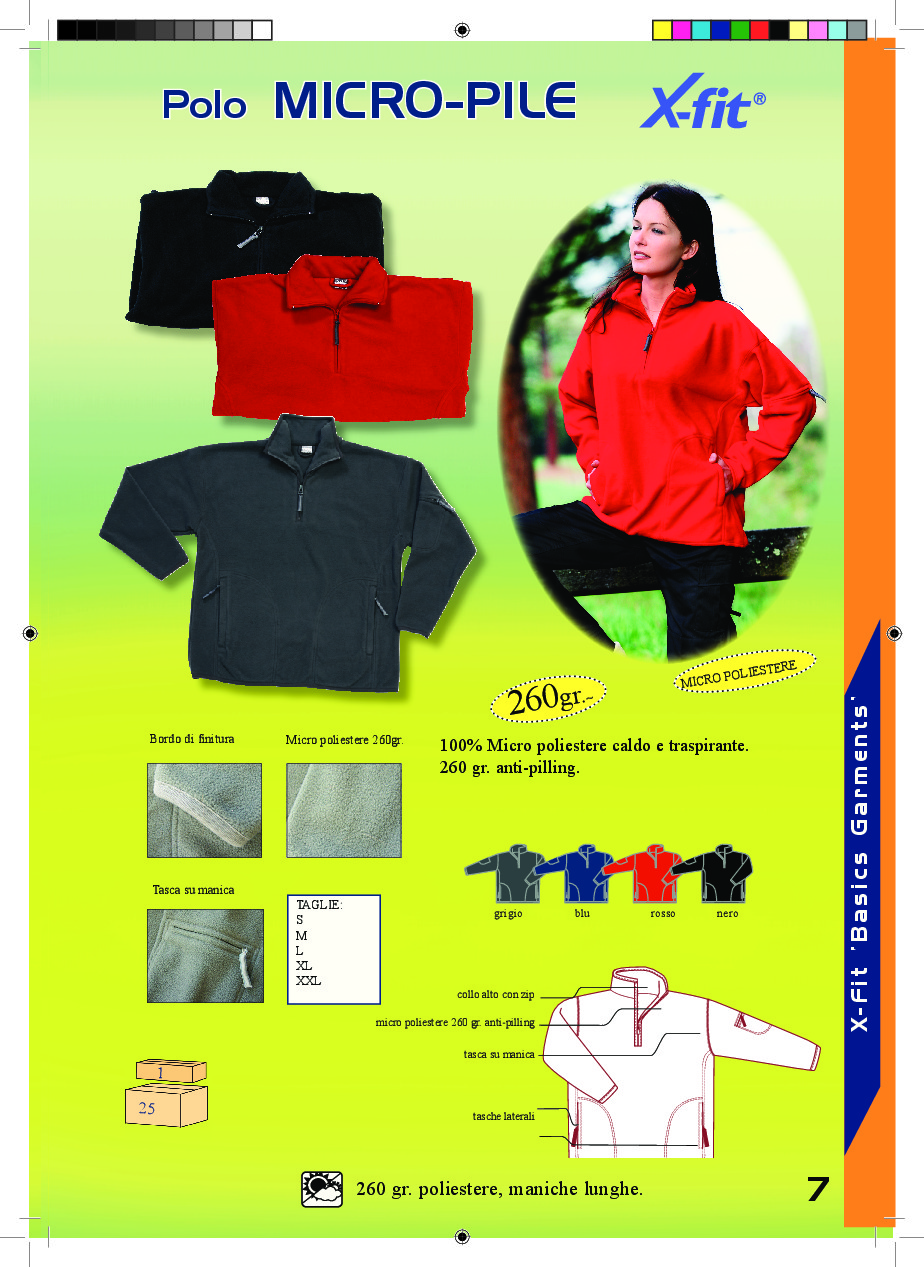 Polo MICRO-PILE
X-fit®
MICRO POLIESTERE
260gr.~
Bordo di finitura
Micro poliestere 260gr.
100% Micro poliestere caldo e traspirante.
260 gr. anti-pilling.
Tasca su manica
TAGLIE:
S
M
L
XL
XXL
grigio
blu
rosso
nero
collo alto con zip
micro poliestere 260 gr. anti-pilling
tasca su manica
tasche laterali
1
25
260 gr. poliestere, maniche lunghe.
7
X-Fit 'Basics Garments'